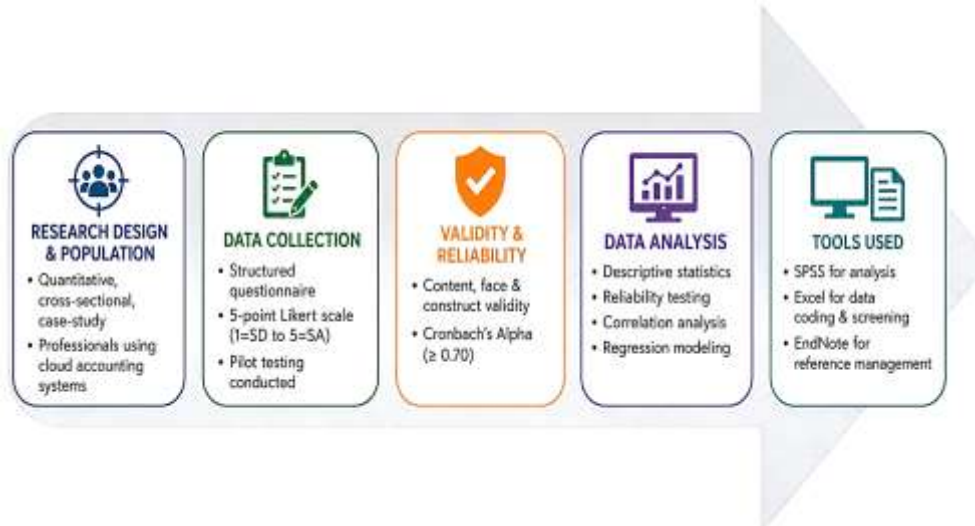 RESEARCH DESIGN
& POPULATION
• Quantitative,
cross-sectional,
case-study
• Professionals using
cloud accounting
systems
DATA COLLECTION
• Structured
questionnaire
• 5-point Likert scale
(1=SD to 5=SA)
• Pilot testing
conducted
VALIDITY &
RELIABILITY
• Content, face &
construct validity
• Cronbach's Alpha
(≥ 0.70)
DATA ANALYSIS
• Descriptive statistics
• Reliability testing
• Correlation analysis
• Regression modeling
TOOLS USED
• SPSS for analysis
• Excel for data
coding & screening
• EndNote for
reference management